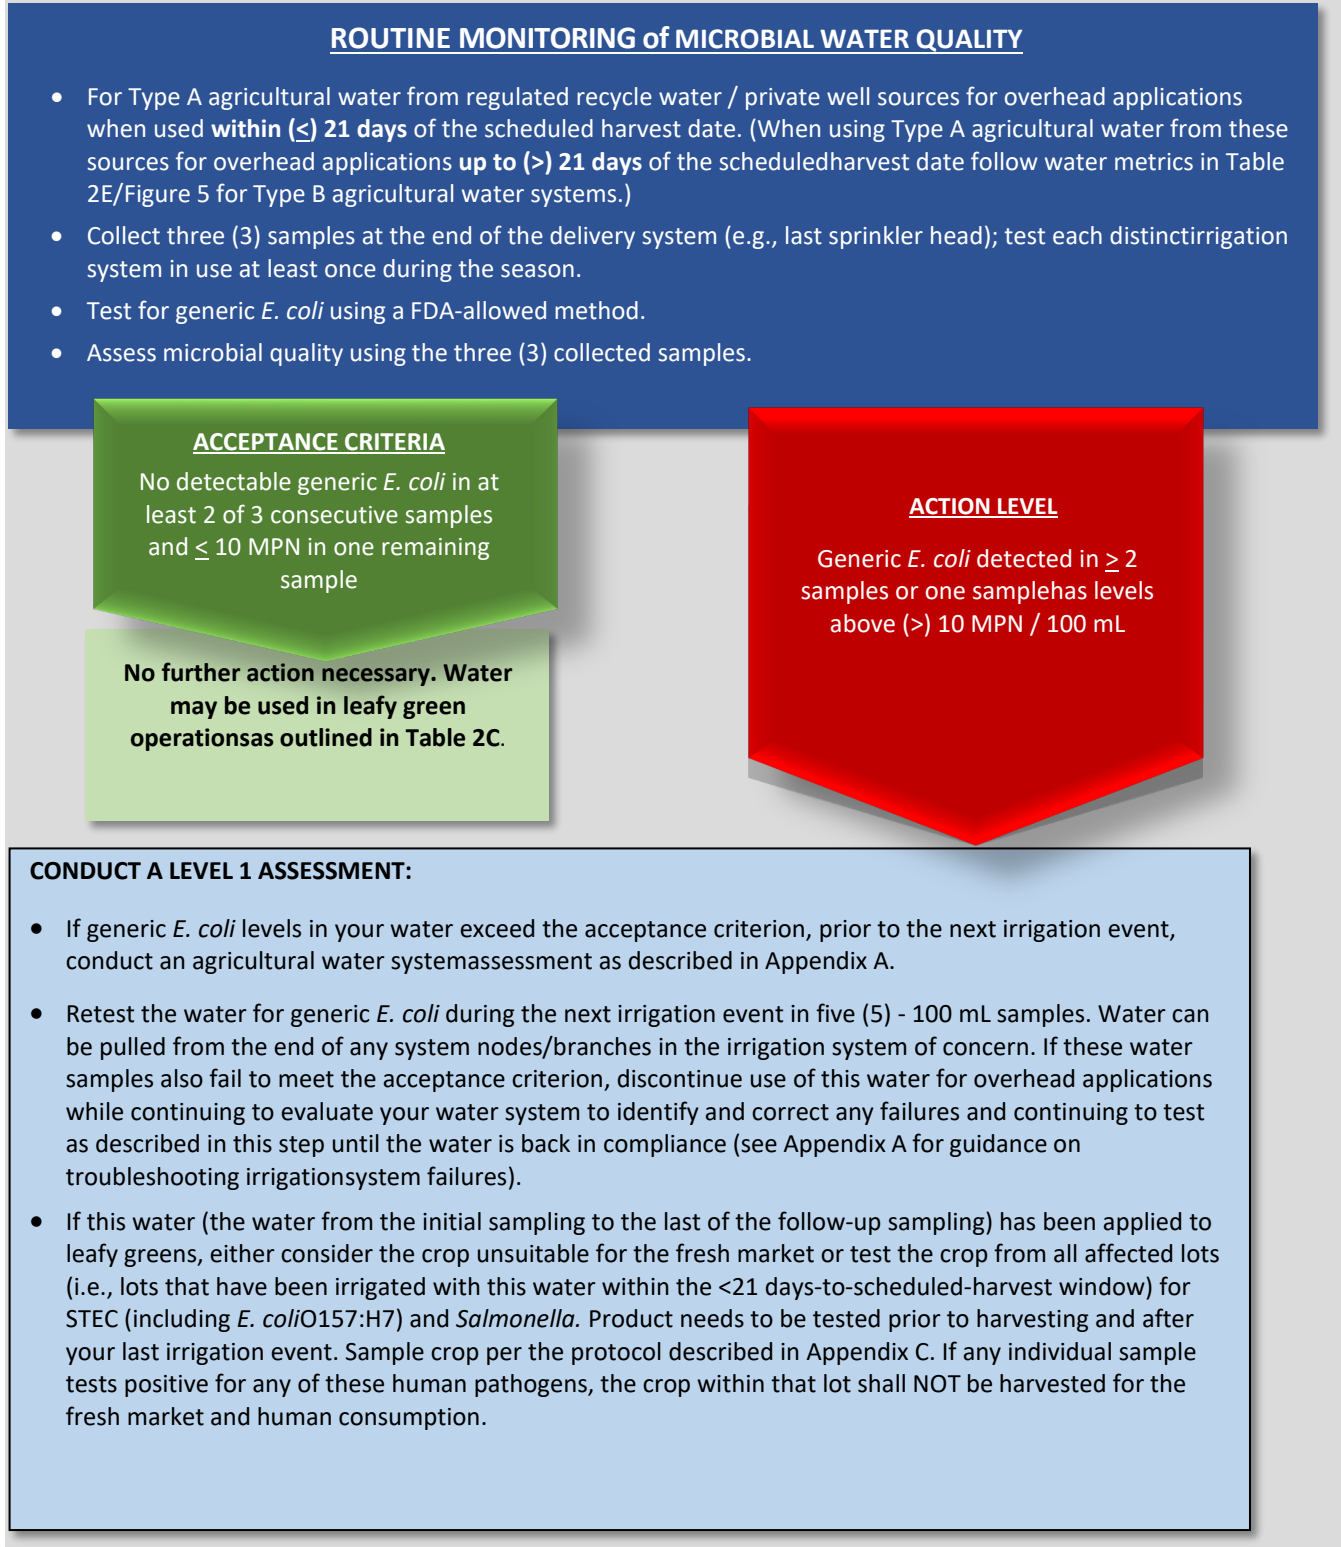 ROUTINE MONITORING of MICROBIAL WATER QUALITY
• For Type A agricultural water from regulated recycle water / private well sources for overhead applications
when used within (≤) 21 days of the scheduled harvest date. (When using Type A agricultural water from these
sources for overhead applications up to (>) 21 days of the scheduledharvest date follow water metrics in Table
2E/Figure 5 for Type B agricultural water systems.)
• Collect three (3) samples at the end of the delivery system (e.g., last sprinkler head); test each distinctirrigation
system in use at least once during the season.
• Test for generic E. coli using a FDA-allowed method.
• Assess microbial quality using the three (3) collected samples.
ACCEPTANCE CRITERIA
No detectable generic E. coli in at
least 2 of 3 consecutive samples
and ≤ 10 MPN in one remaining
sample
No further action necessary. Water
may be used in leafy green
operationsas outlined in Table 2C.
ACTION LEVEL
Generic E. coli detected in ≥ 2
samples or one samplehas levels
above (>) 10 MPN / 100 mL
CONDUCT A LEVEL 1 ASSESSMENT:
• If generic E. coli levels in your water exceed the acceptance criterion, prior to the next irrigation event,
conduct an agricultural water systemassessment as described in Appendix A.
• Retest the water for generic E. coli during the next irrigation event in five (5) - 100 mL samples. Water can
be pulled from the end of any system nodes/branches in the irrigation system of concern. If these water
samples also fail to meet the acceptance criterion, discontinue use of this water for overhead applications
while continuing to evaluate your water system to identify and correct any failures and continuing to test
as described in this step until the water is back in compliance (see Appendix A for guidance on
troubleshooting irrigationsystem failures).
• If this water (the water from the initial sampling to the last of the follow-up sampling) has been applied to
leafy greens, either consider the crop unsuitable for the fresh market or test the crop from all affected lots
(i.e., lots that have been irrigated with this water within the <21 days-to-scheduled-harvest window) for
STEC (including E. coliO157:H7) and Salmonella. Product needs to be tested prior to harvesting and after
your last irrigation event. Sample crop per the protocol described in Appendix C. If any individual sample
tests positive for any of these human pathogens, the crop within that lot shall NOT be harvested for the
fresh market and human consumption.